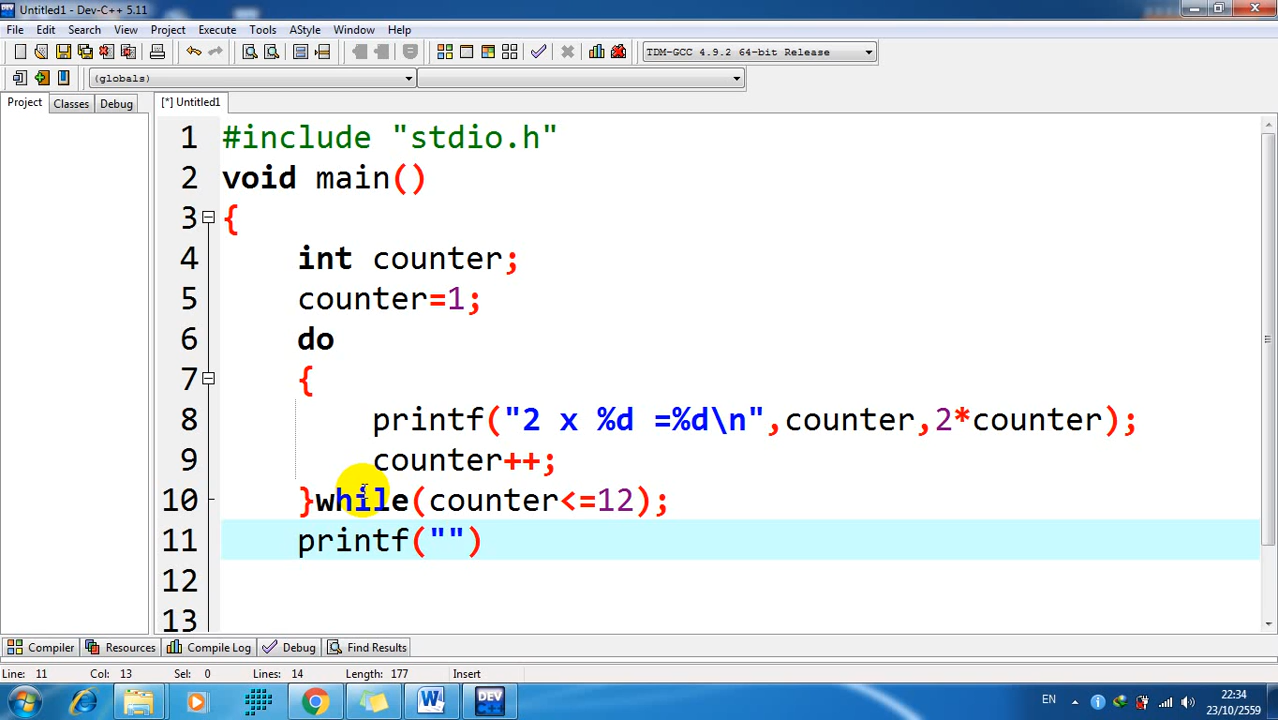 Untitled1 - Dev-C++ 5.11
File Edit Search View Project Execute Tools AStyle Window Help
TDM-GCC 4.9.2 64-bit Release
(globals)
Project Classes Debug [*] Untitled1
1 #include "stdio.h"
2 void main()
3 {
4 int counter;
5 counter=1;
6 do
7 {
8 printf("2 x %d =%d\n",counter,2*counter);
9 counter++;
10 }while(counter<=12);
11 printf("")
12
13
Compiler Resources Compile Log Debug Find Results
Line: 11 Col: 13 Sel: 0 Lines: 14 Length: 177 Insert
EN 22:34
23/10/2559